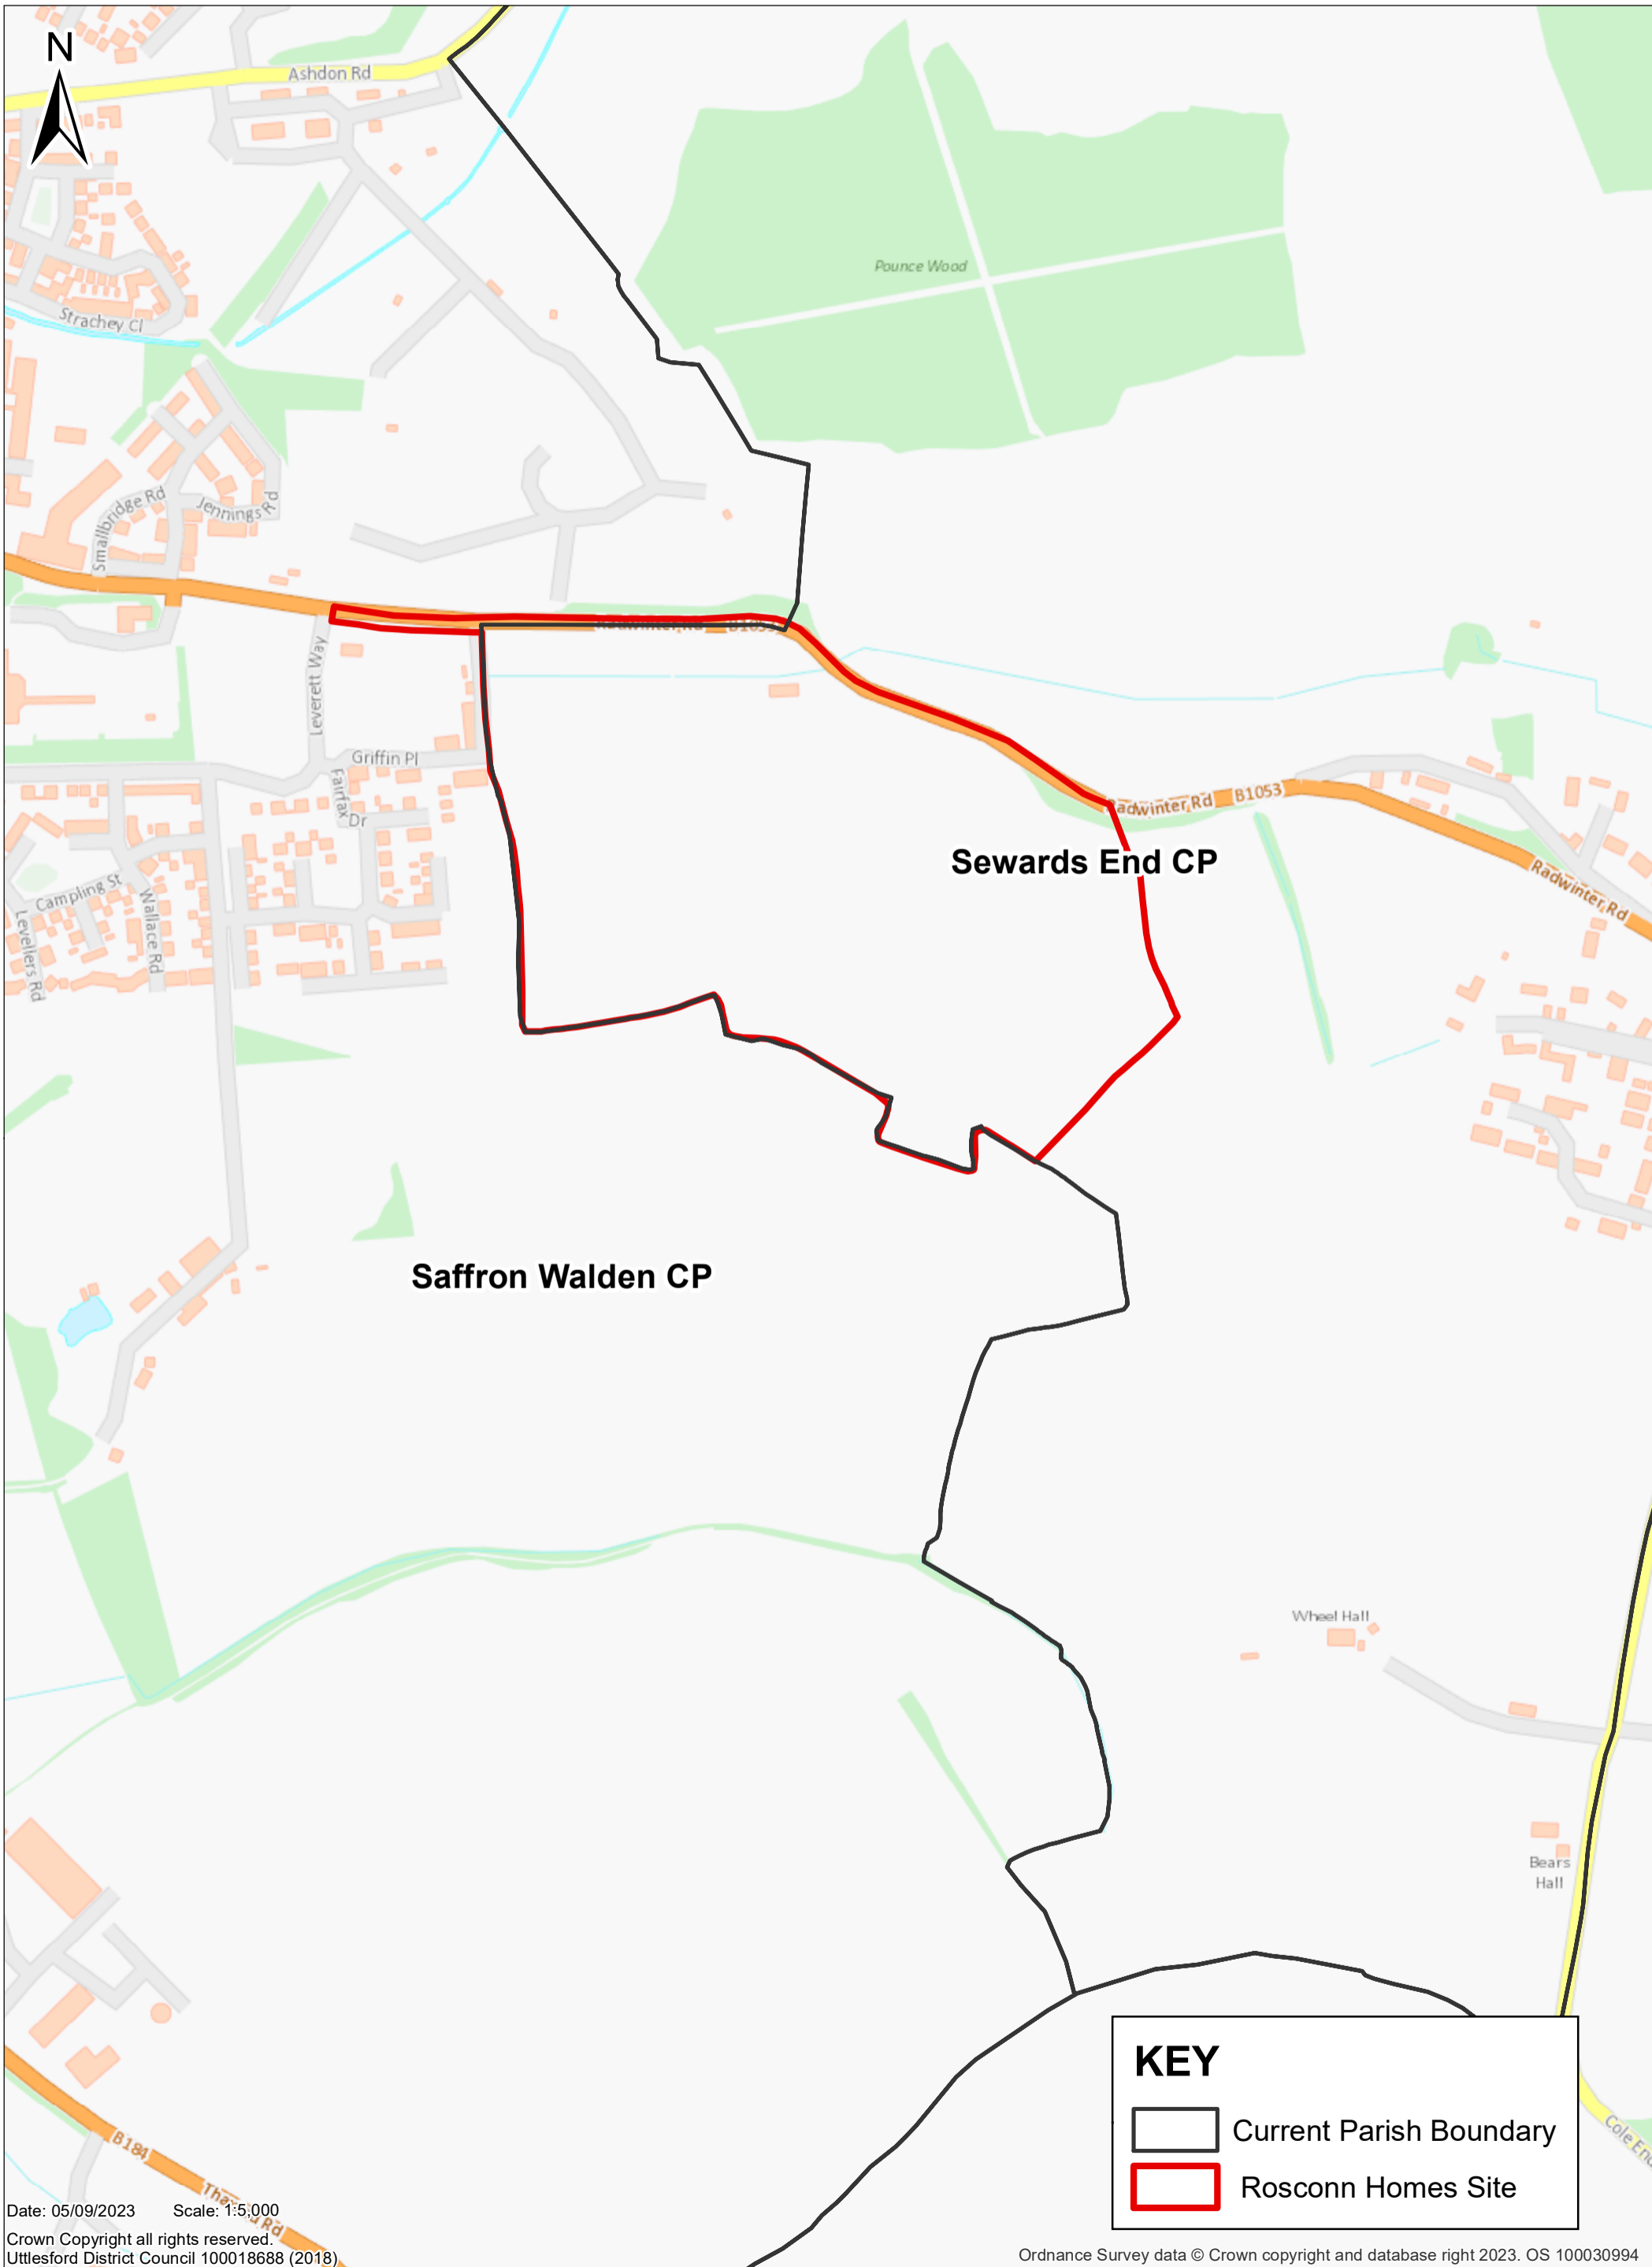 N
Ashdon Rd
Pounce Wood
Strachey Cl
Smallbridge Rd
Jennings Rd
Radwinter Rd B1053
Leverett Way
Griffin Pl
Fairfax
Dr
Radwinter Rd B1053
Sewards End CP
Radwinter Rd
Campling St
Wallace Rd
Levellers Rd
Saffron Walden CP
Wheel Hall
Bears
Hall
KEY
Current Parish Boundary
Rosconn Homes Site
Cole End
B184
Thaxted Rd
Date: 05/09/2023 Scale: 1:5,000
Crown Copyright all rights reserved.
Uttlesford District Council 100018688 (2018)
Ordnance Survey data © Crown copyright and database right 2023. OS 100030994